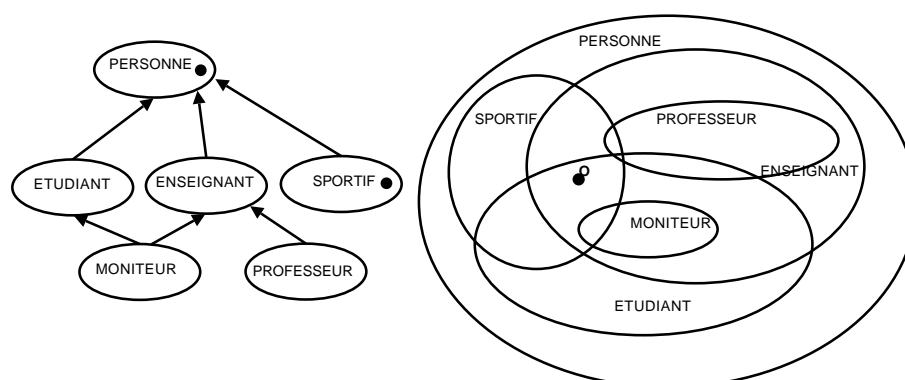 PERSONNE
ETUDIANT
ENSEIGNANT
SPORTIF
MONITEUR
PROFESSEUR
PERSONNE
SPORTIF
PROFESSEUR
O
ENSEIGNANT
MONITEUR
ETUDIANT